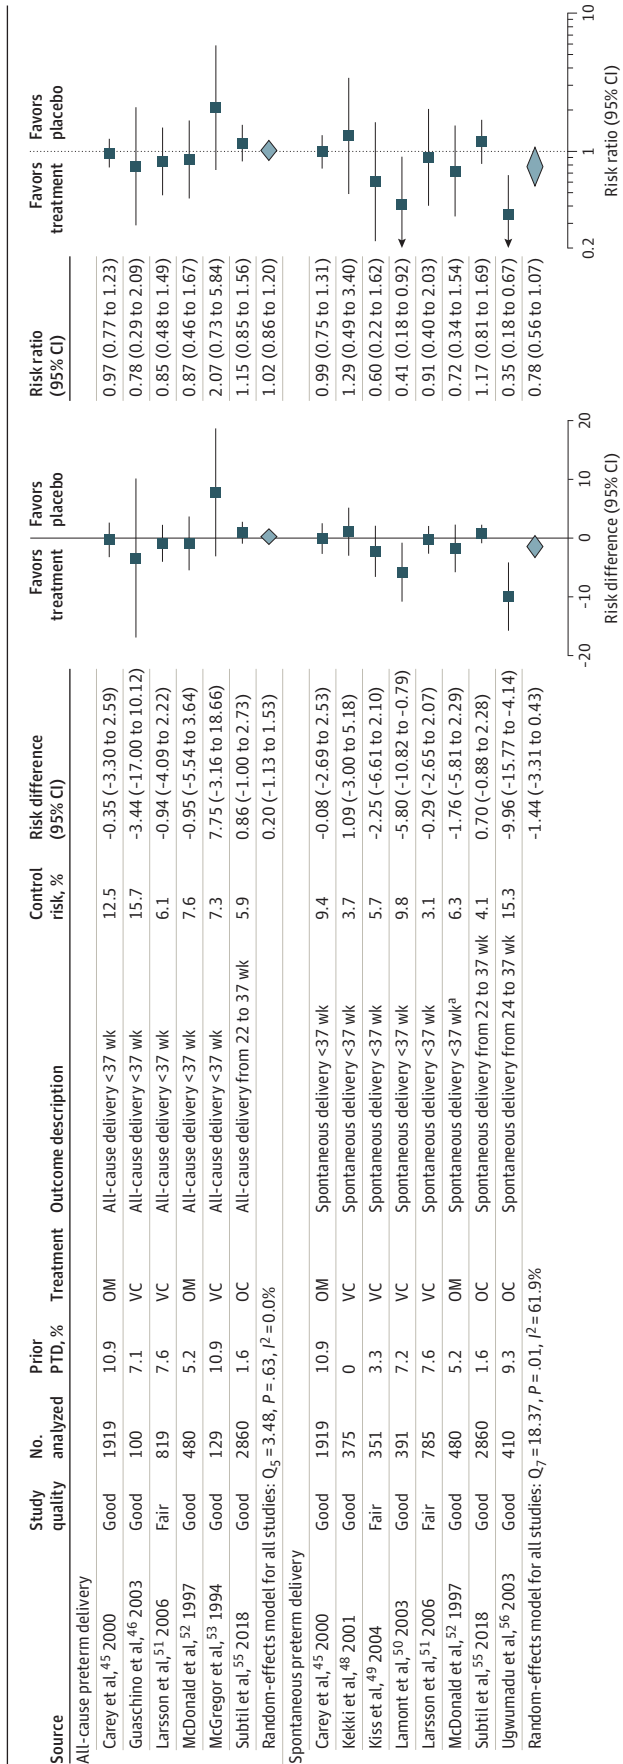 Source Study quality No. analyzed Prior PTD, % Treatment Outcome description Control risk, % Risk difference (95% CI) Favors treatment Favors placebo Risk ratio (95% CI) Favors treatment Favors placebo
All-cause preterm delivery
Carey et al,45 2000 Good 1919 10.9 OM All-cause delivery <37 wk 12.5 -0.35 (-3.30 to 2.59) 0.97 (0.77 to 1.23)
Guaschino et al,46 2003 Good 100 7.1 VC All-cause delivery <37 wk 15.7 -3.44 (-17.00 to 10.12) 0.78 (0.29 to 2.09)
Larsson et al,51 2006 Fair 819 7.6 VC All-cause delivery <37 wk 6.1 -0.94 (-4.09 to 2.22) 0.85 (0.48 to 1.49)
McDonald et al,52 1997 Good 480 5.2 OM All-cause delivery <37 wk 7.6 -0.95 (-5.54 to 3.64) 0.87 (0.46 to 1.67)
McGregor et al,53 1994 Good 129 10.9 VC All-cause delivery <37 wk 7.3 7.75 (-3.16 to 18.66) 2.07 (0.73 to 5.84)
Subtil et al,55 2018 Good 2860 1.6 OC All-cause delivery from 22 to 37 wk 5.9 0.86 (-1.00 to 2.73) 1.15 (0.85 to 1.56)
Random-effects model for all studies: Q5 = 3.48, P = .63, I2 = 0.0% 0.20 (-1.13 to 1.53) 1.02 (0.86 to 1.20)
Spontaneous preterm delivery
Carey et al,45 2000 Good 1919 10.9 OM Spontaneous delivery <37 wk 9.4 -0.08 (-2.69 to 2.53) 0.99 (0.75 to 1.31)
Kekki et al,48 2001 Good 375 0 VC Spontaneous delivery <37 wk 3.7 1.09 (-3.00 to 5.18) 1.29 (0.49 to 3.40)
Kiss et al,49 2004 Fair 351 3.3 VC Spontaneous delivery <37 wk 5.7 -2.25 (-6.61 to 2.10) 0.60 (0.22 to 1.62)
Lamont et al,50 2003 Good 391 7.2 VC Spontaneous delivery <37 wk 9.8 -5.80 (-10.82 to -0.79) 0.41 (0.18 to 0.92)
Larsson et al,51 2006 Fair 785 7.6 VC Spontaneous delivery <37 wk 3.1 -0.29 (-2.65 to 2.07) 0.91 (0.40 to 2.03)
McDonald et al,52 1997 Good 480 5.2 OM Spontaneous delivery <37 wka 6.3 -1.76 (-5.81 to 2.29) 0.72 (0.34 to 1.54)
Subtil et al,55 2018 Good 2860 1.6 OC Spontaneous delivery from 22 to 37 wk 4.1 0.70 (-0.88 to 2.28) 1.17 (0.81 to 1.69)
Ugwumadu et al,56 2003 Good 410 9.3 OC Spontaneous delivery from 24 to 37 wk 15.3 -9.96 (-15.77 to -4.14) 0.35 (0.18 to 0.67)
Random-effects model for all studies: Q7 = 18.37, P = .01, I2 = 61.9% -1.44 (-3.31 to 0.43) 0.78 (0.56 to 1.07)
-20 -10 0 10 20 0.2 1 10
Risk difference (95% CI) Risk ratio (95% CI)